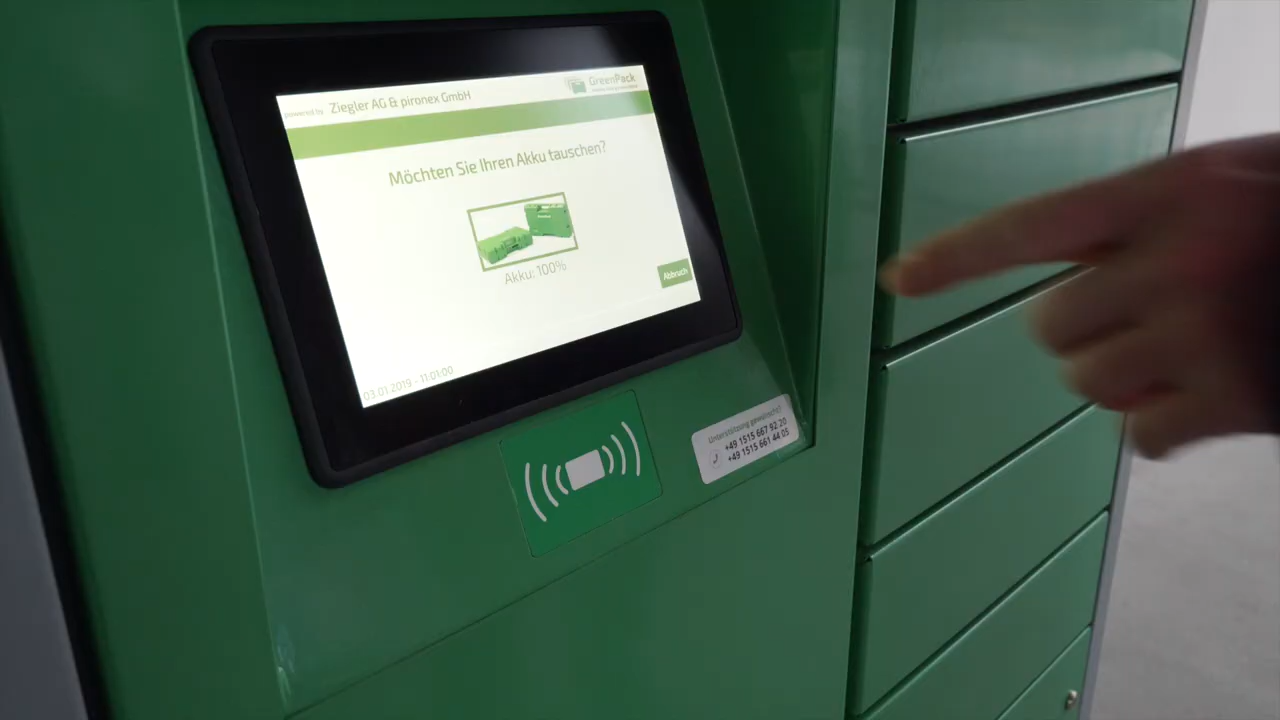 powered by Ziegler AG & pironex GmbH
GreenPack
Möchten Sie Ihren Akku tauschen?
Akku: 100%
Abbruch
03.01.2019 - 11:01:00
Unterstützung gewünscht?
+49 1515 667 92 20
+49 1515 661 44 05